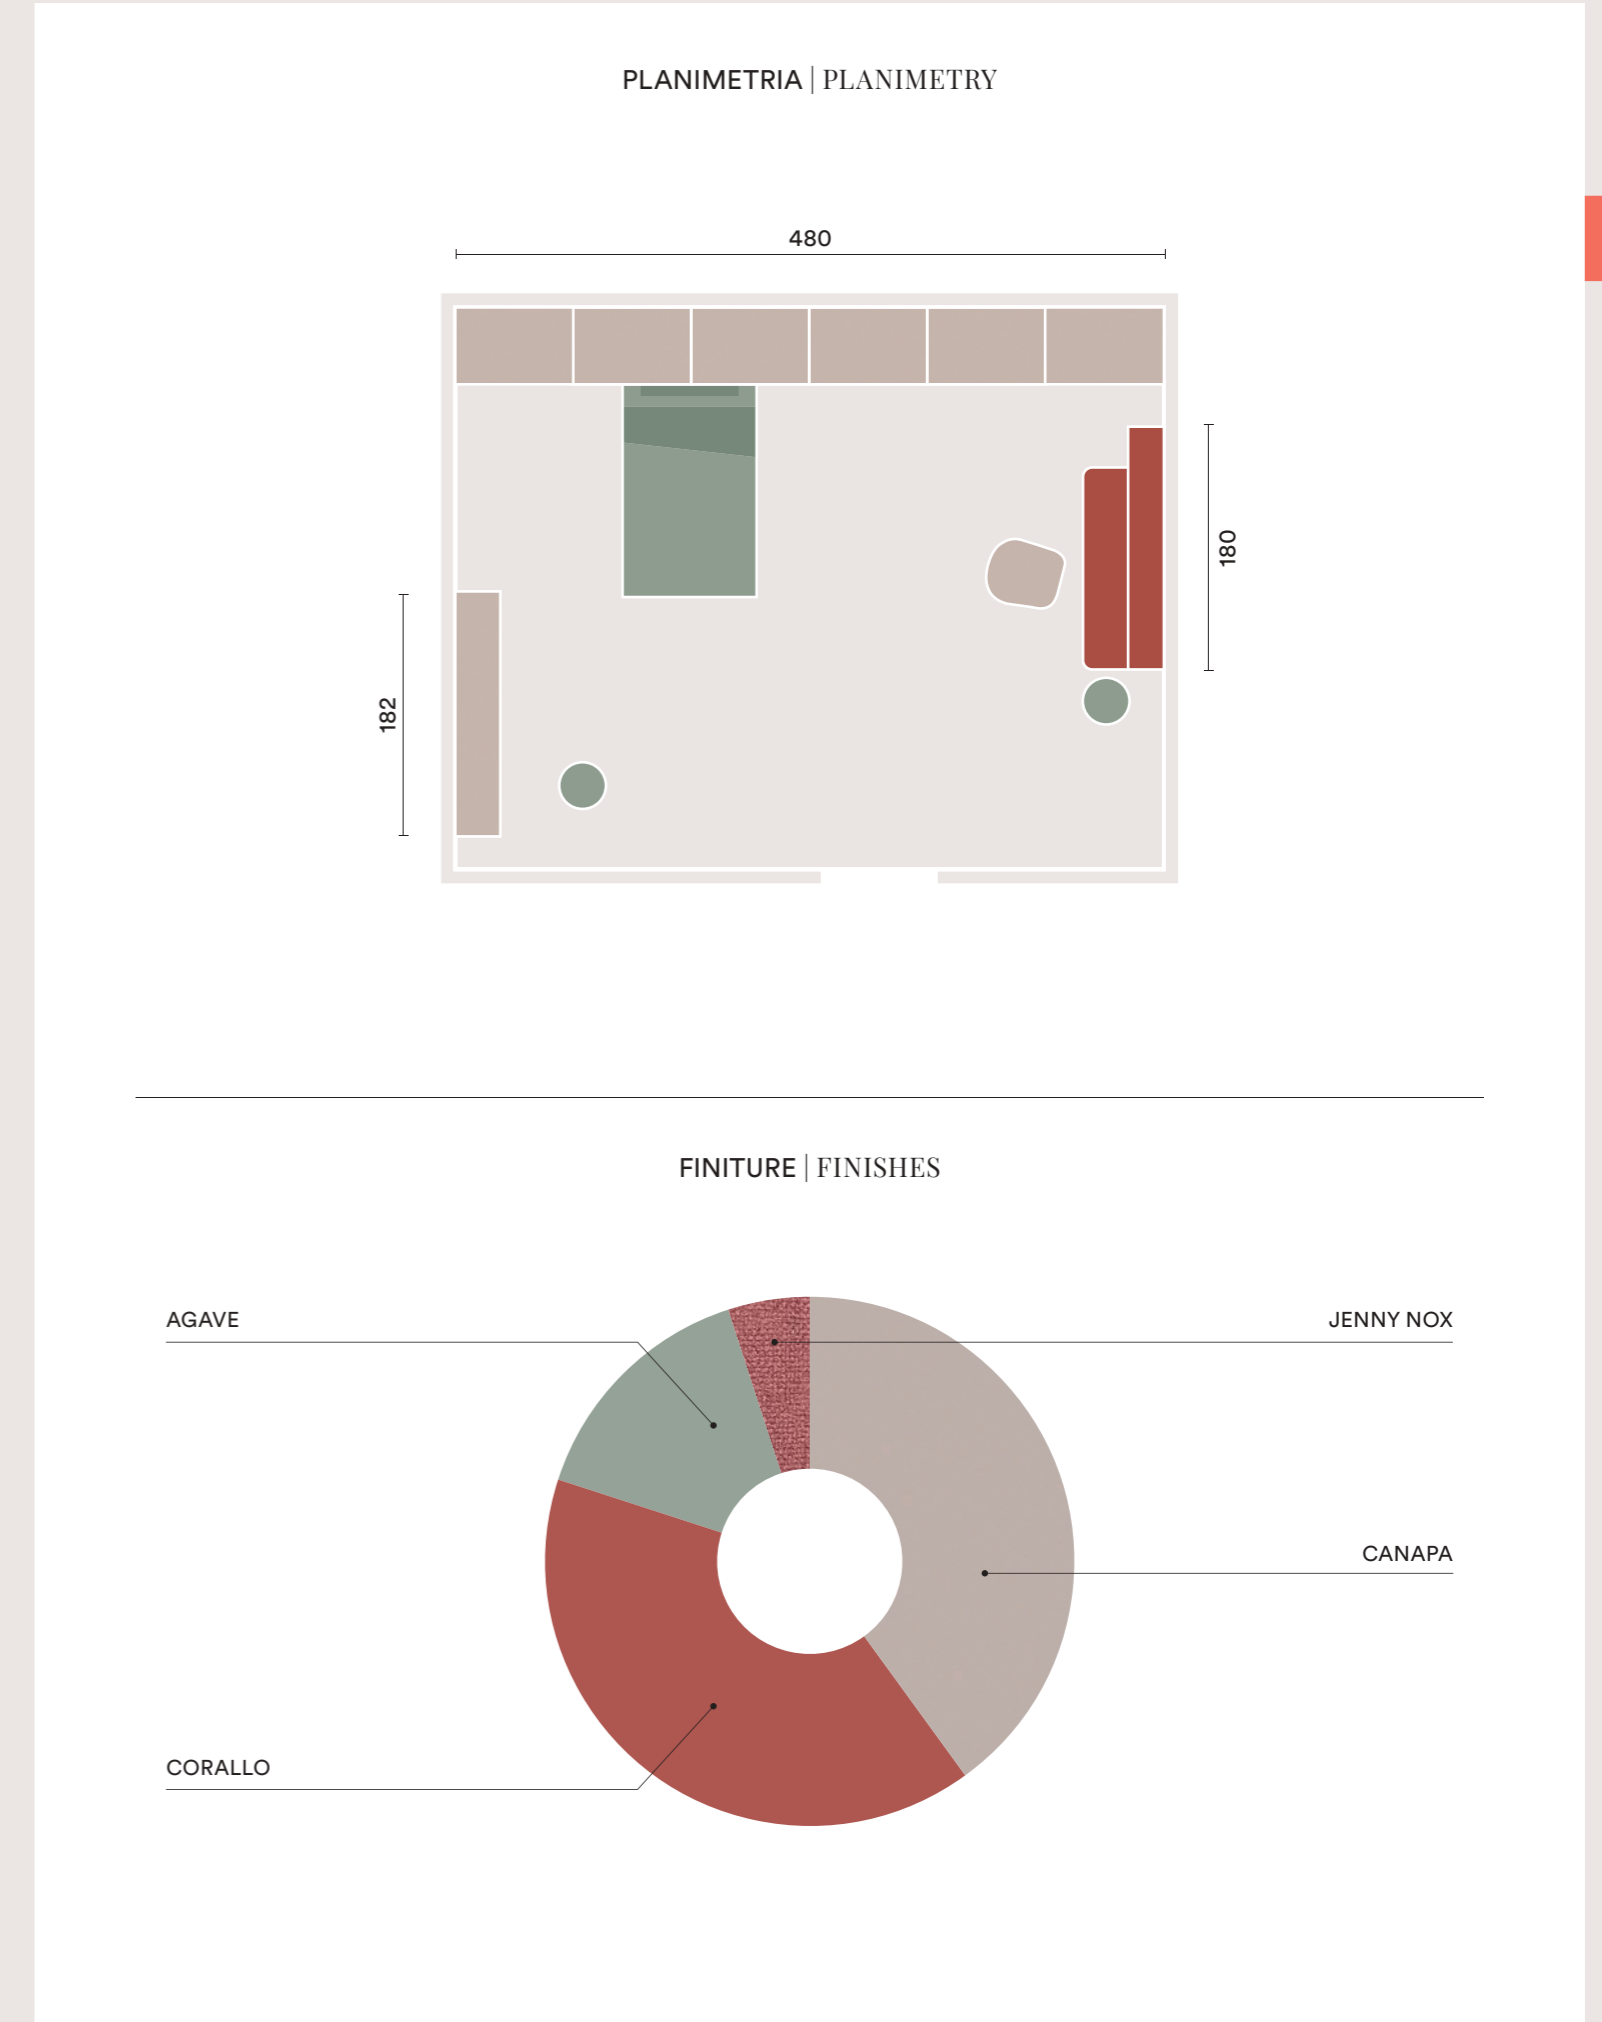 PLANIMETRIA | PLANIMETRY
480
180
182
FINITURE | FINISHES
AGAVE
JENNY NOX
CANAPA
CORALLO